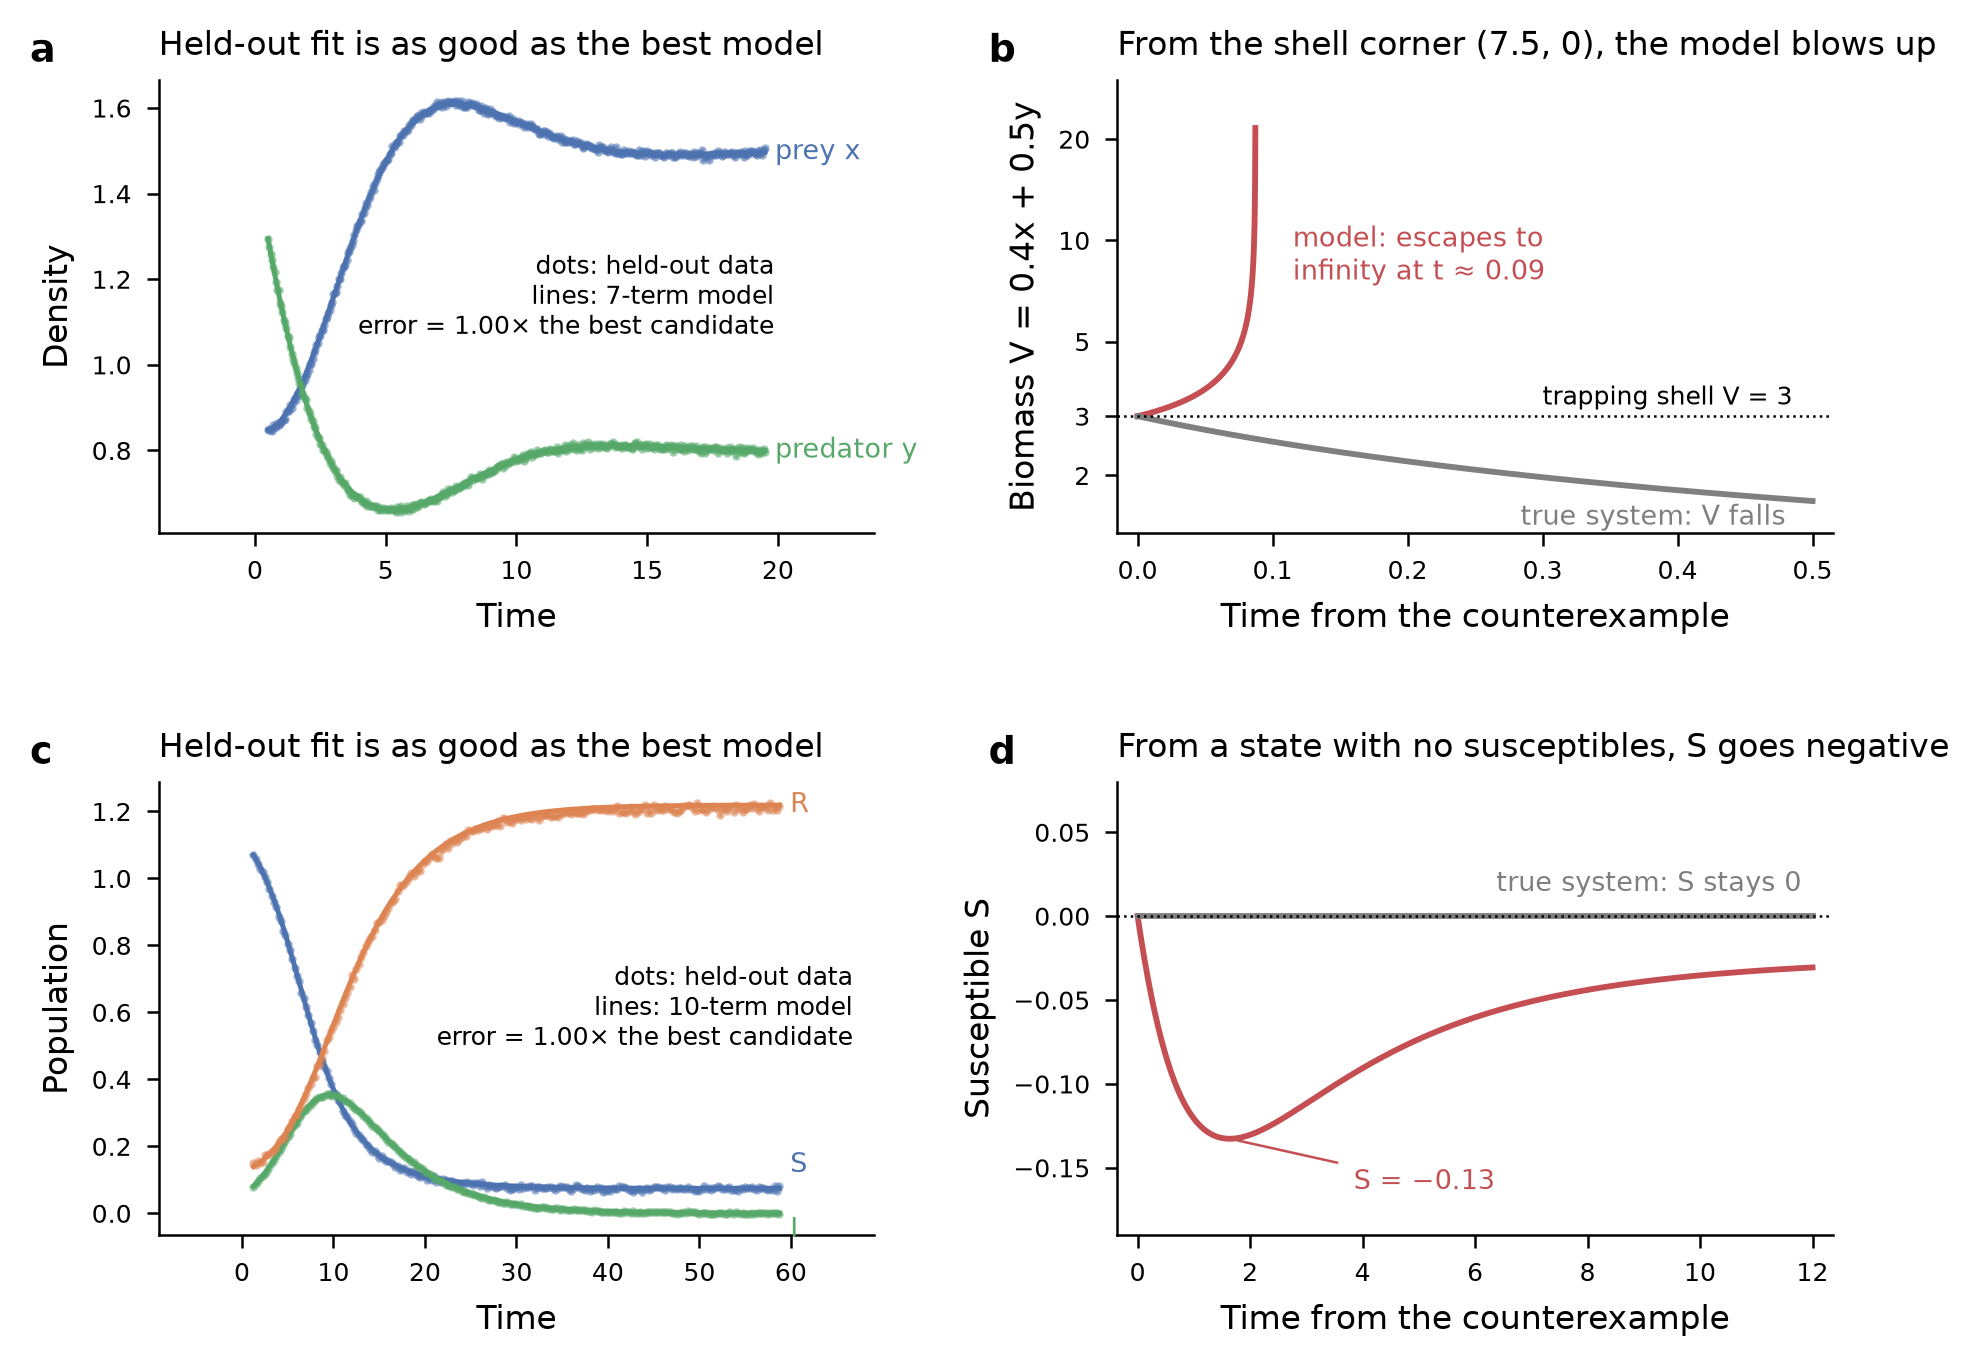 a
Held-out fit is as good as the best model
Density
1.6
1.4
1.2
1.0
0.8
prey x
dots: held-out data
lines: 7-term model
error = 1.00× the best candidate
predator y
0
5
10
15
20
Time
b
From the shell corner (7.5, 0), the model blows up
Biomass V = 0.4x + 0.5y
20
10
5
3
2
model: escapes to
infinity at t ≈ 0.09
trapping shell V = 3
true system: V falls
0.0
0.1
0.2
0.3
0.4
0.5
Time from the counterexample
c
Held-out fit is as good as the best model
Population
1.2
1.0
0.8
0.6
0.4
0.2
0.0
R
dots: held-out data
lines: 10-term model
error = 1.00× the best candidate
S
I
0
10
20
30
40
50
60
Time
d
From a state with no susceptibles, S goes negative
Susceptible S
0.05
0.00
−0.05
−0.10
−0.15
true system: S stays 0
S = −0.13
0
2
4
6
8
10
12
Time from the counterexample